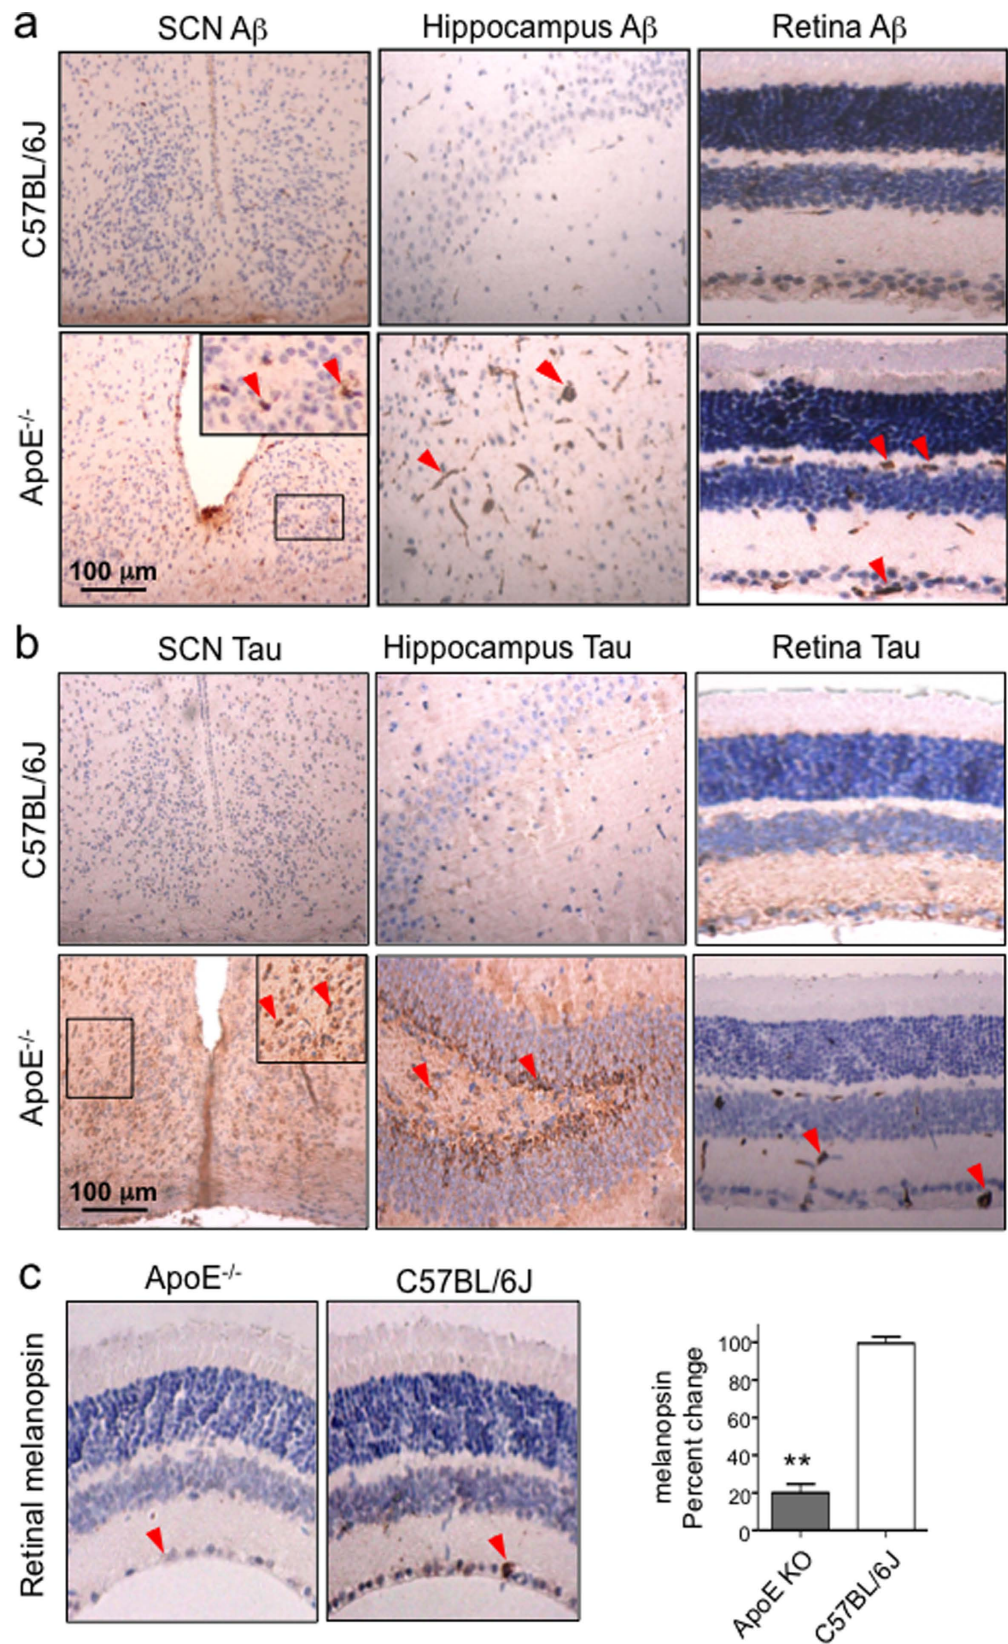 a
SCN Aβ
Hippocampus Aβ
Retina Aβ
C57BL/6J
ApoE-/-
100 μm
b
SCN Tau
Hippocampus Tau
Retina Tau
C57BL/6J
ApoE-/-
100 μm
c
ApoE-/-
C57BL/6J
Retinal melanopsin
melanopsin
Percent change
100
80
60
40
20
0
**
ApoE KO
C57BL/6J